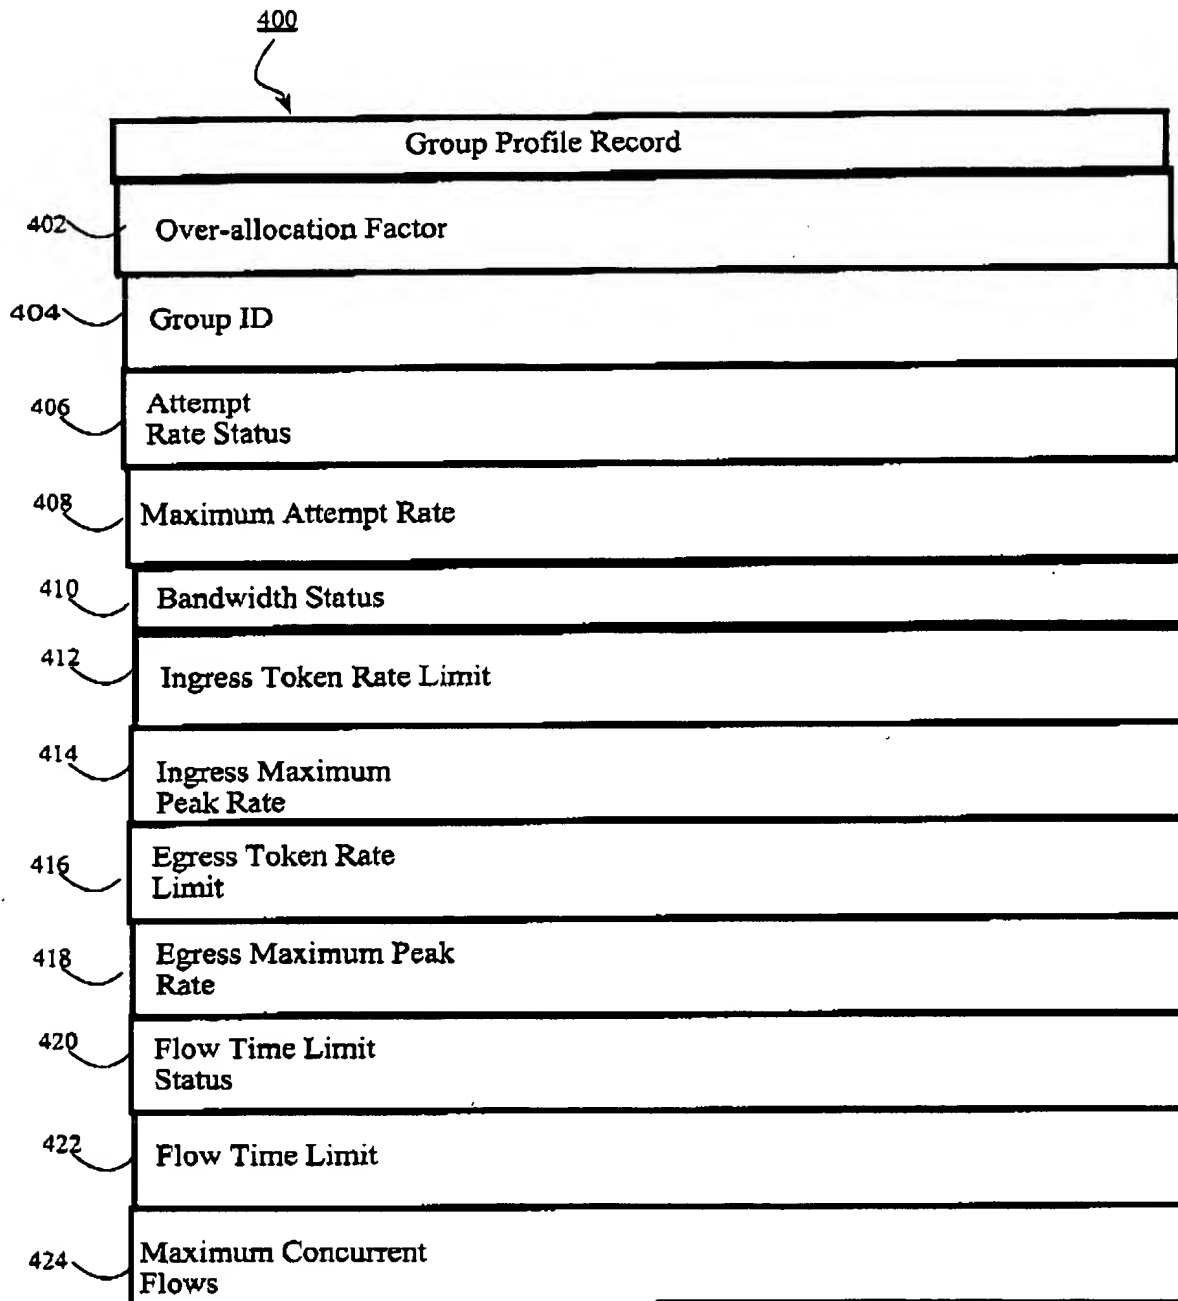 400
Group Profile Record
402 Over-allocation Factor
404 Group ID
406 Attempt
Rate Status
408 Maximum Attempt Rate
410 Bandwidth Status
412 Ingress Token Rate Limit
414 Ingress Maximum
Peak Rate
416 Egress Token Rate
Limit
418 Egress Maximum Peak
Rate
420 Flow Time Limit
Status
422 Flow Time Limit
424 Maximum Concurrent
Flows